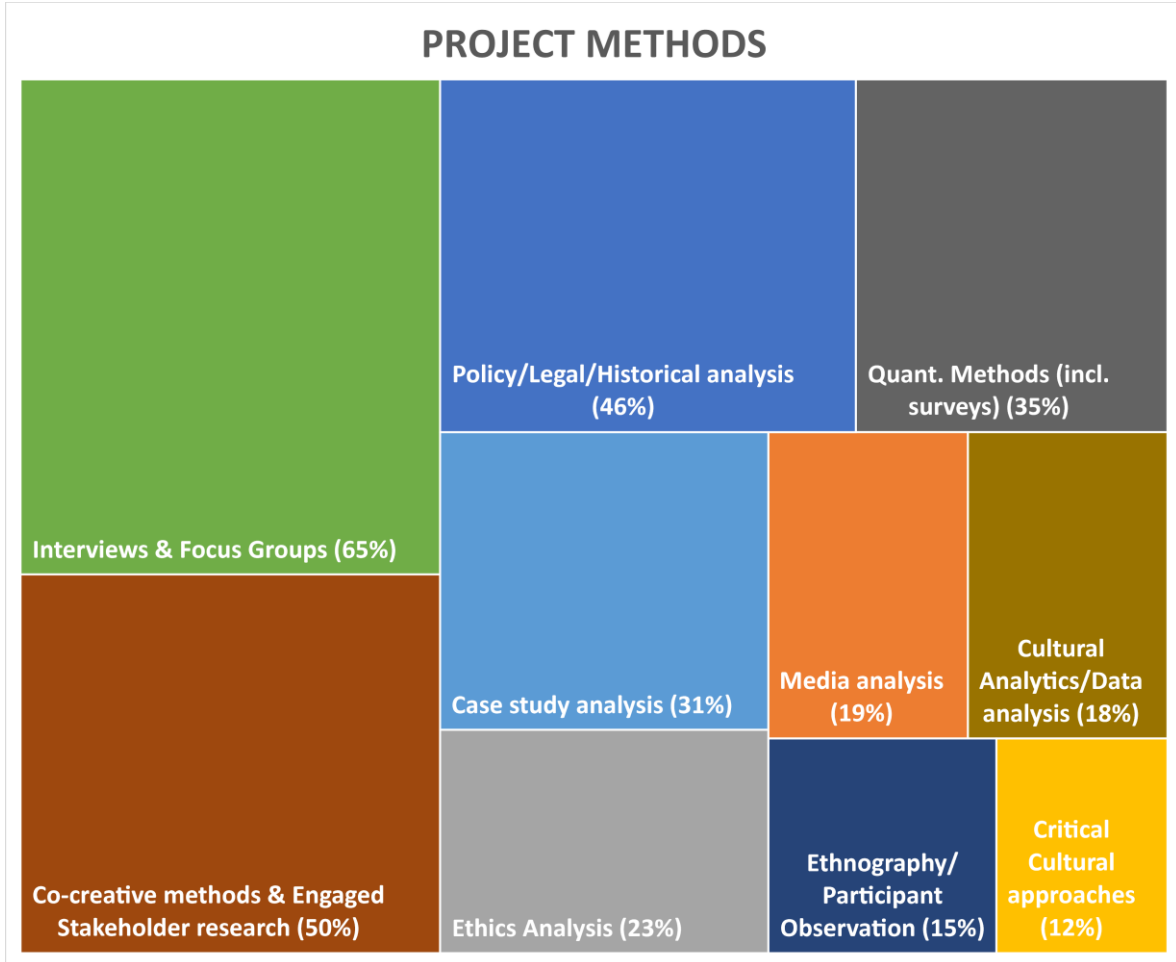 PROJECT METHODS
Interviews & Focus Groups (65%)
Co-creative methods & Engaged
Stakeholder research (50%)
Policy/Legal/Historical analysis
(46%)
Quant. Methods (incl.
surveys) (35%)
Case study analysis (31%)
Ethics Analysis (23%)
Media analysis
(19%)
Cultural
Analytics/Data
analysis (18%)
Ethnography/
Participant
Observation (15%)
Critical
Cultural
approaches
(12%)